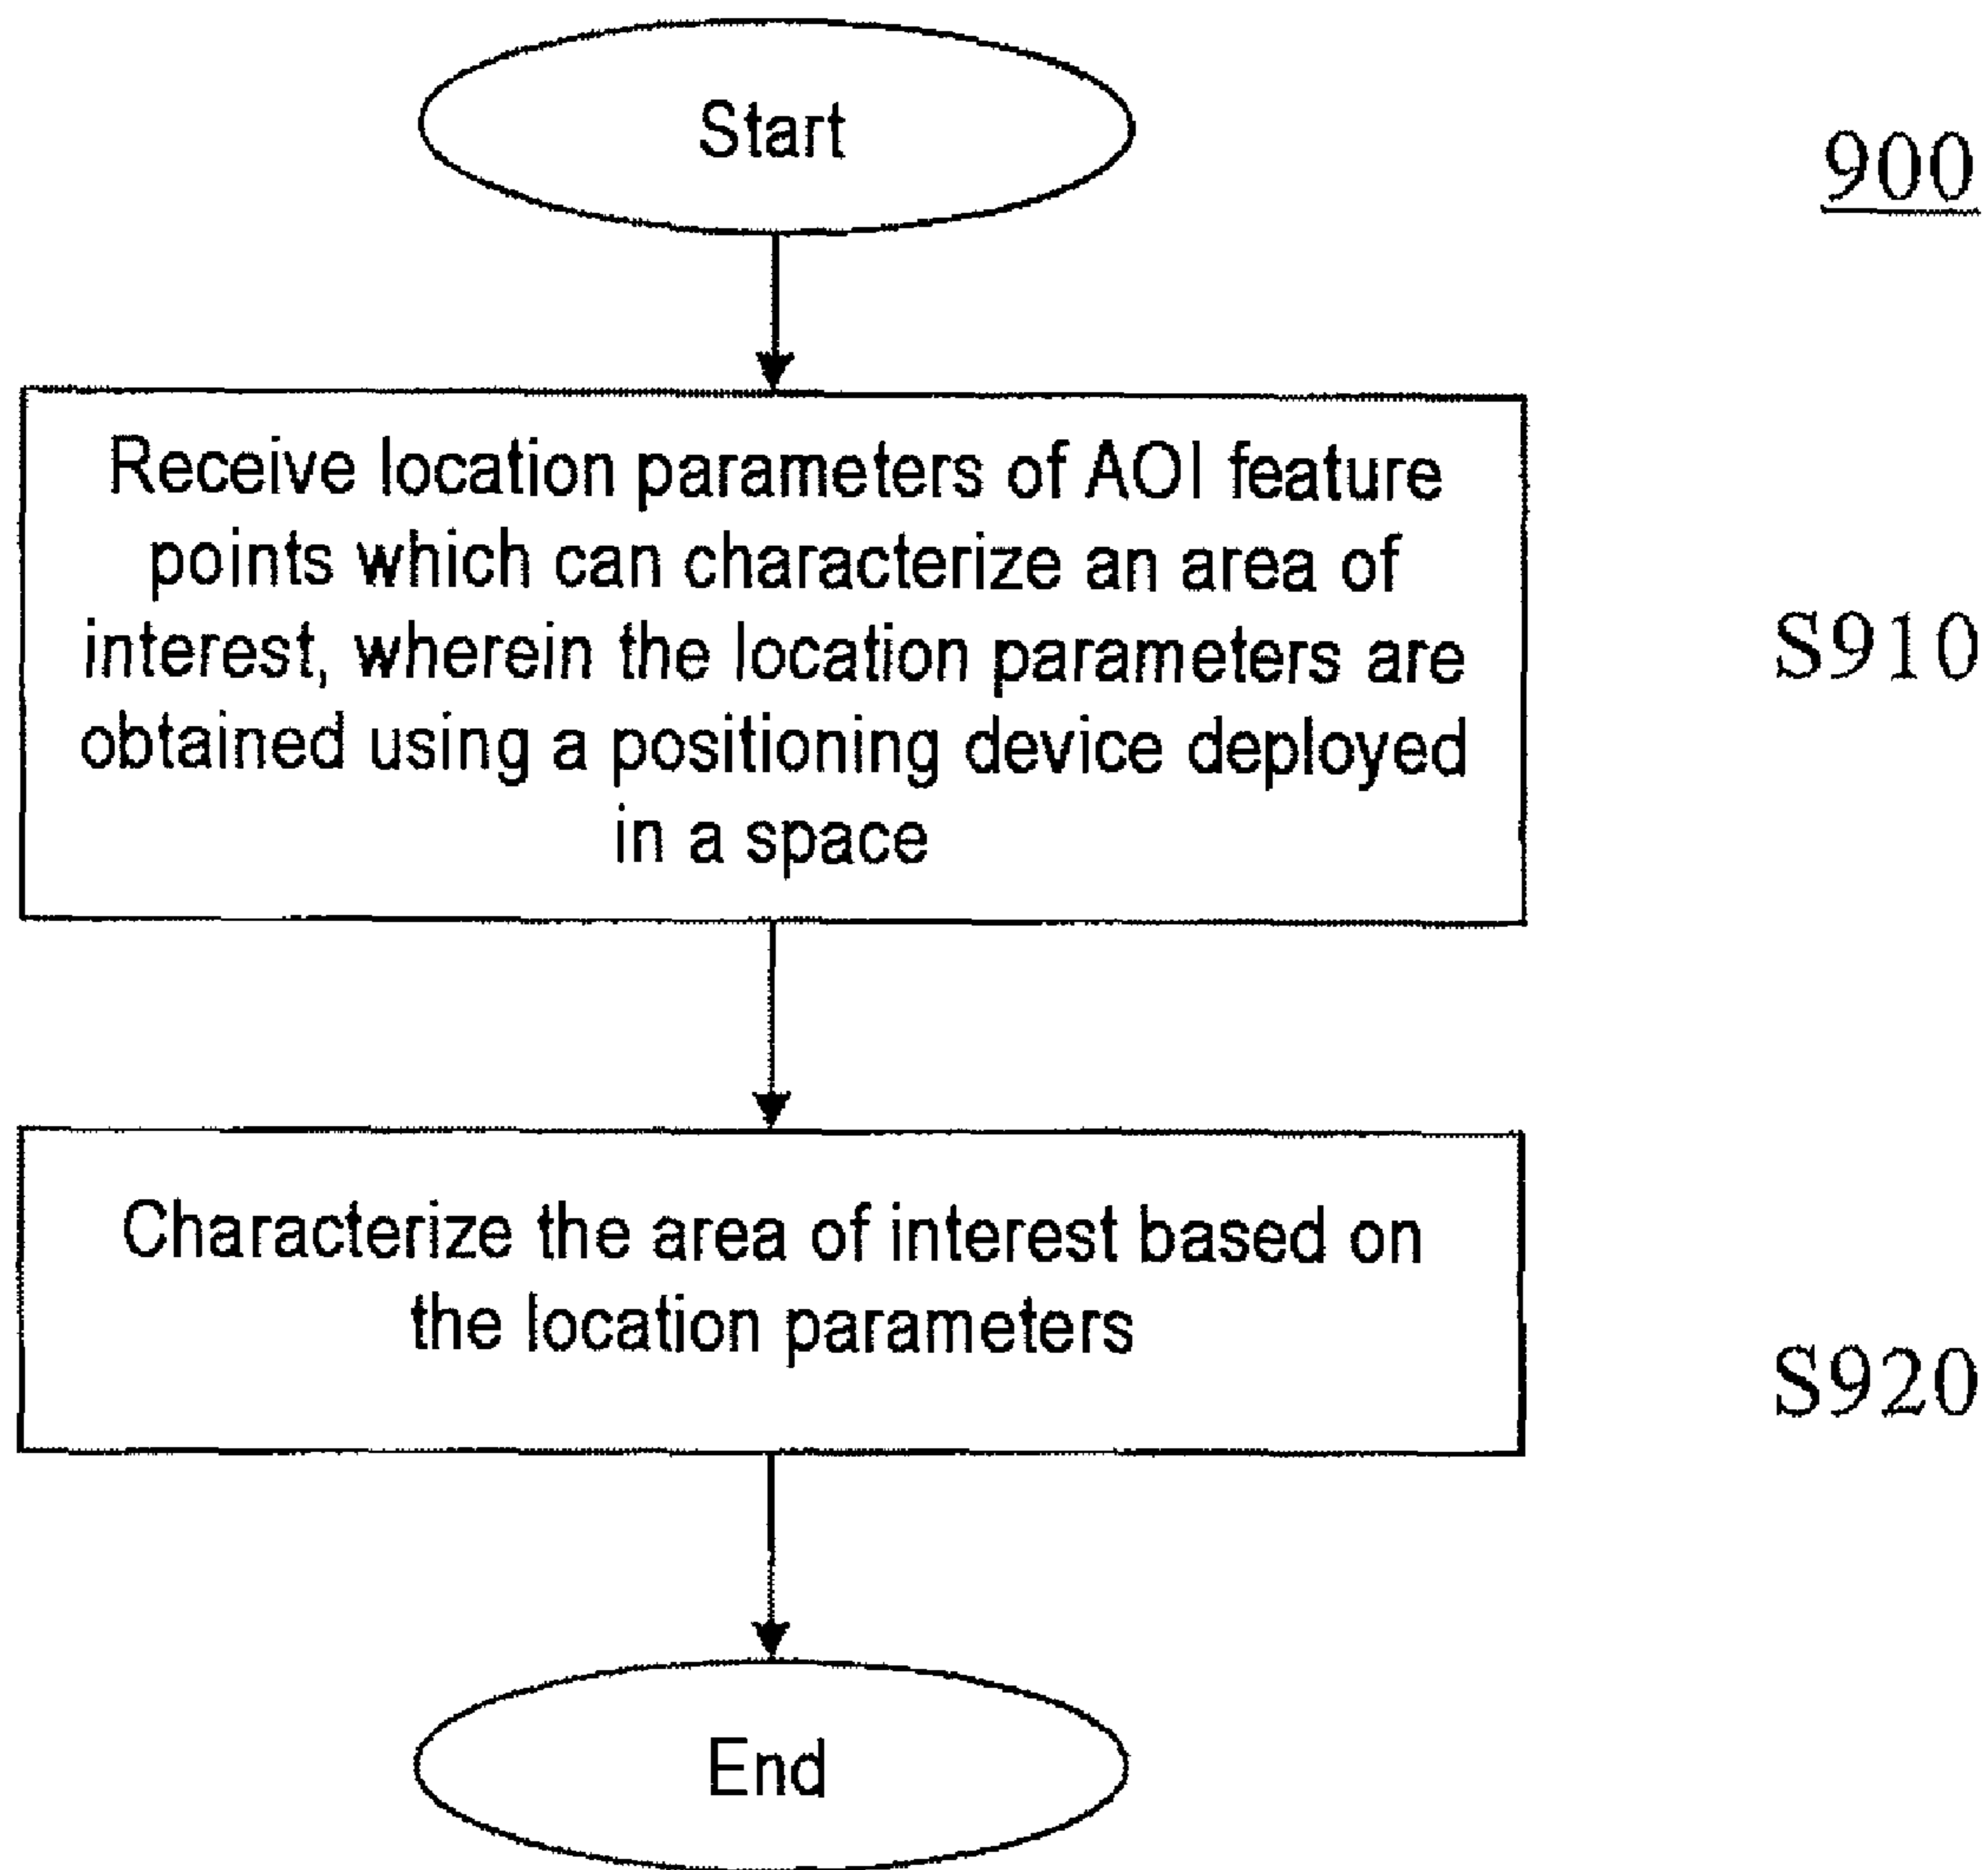 Start
900
Receive location parameters of AOI feature
points which can characterize an area of
interest, wherein the location parameters are
obtained using a positioning device deployed
in a space
S910
Characterize the area of interest based on
the location parameters
S920
End